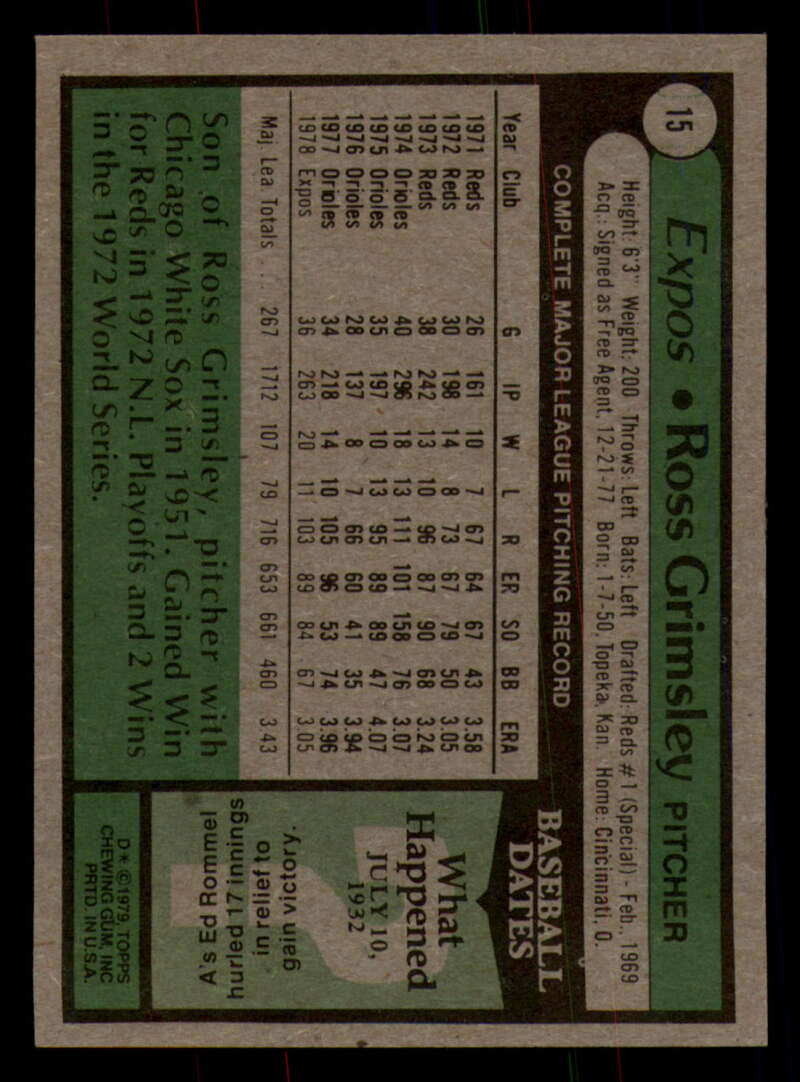 15
Expos • Ross Grimsley PITCHER
Height: 6'3" Weight: 200 Throws: Left Bats: Left Drafted: Reds #1 (Special) - Feb., 1969
Acq.: Signed as Free Agent, 12-21-77 Born: 1-7-50, Topeka, Kan. Home: Cincinnati, O.
COMPLETE MAJOR LEAGUE PITCHING RECORD
Year Club G IP W L R ER SO BB ERA
1971 Reds 26 161 10 7 67 64 67 43 3.58
1972 Reds 30 198 14 8 73 67 79 50 3.05
1973 Reds 38 242 13 10 96 87 90 68 3.24
1974 Orioles 40 296 18 13 111 101 158 76 3.07
1975 Orioles 35 197 10 13 95 89 89 47 4.07
1976 Orioles 28 137 8 7 66 60 41 35 3.94
1977 Orioles 34 218 14 10 105 96 53 74 3.96
1978 Expos 36 263 20 11 103 89 84 67 3.05
Maj. Lea Totals . . . 267 1712 107 79 716 653 661 460 3.43
Son of Ross Grimsley, pitcher with
Chicago White Sox in 1951. Gained Win
for Reds in 1972 N.L. Playoffs and 2 Wins
in the 1972 World Series.
BASEBALL
DATES
What
Happened
JULY 10,
1932
A's Ed Rommel
hurled 17 innings
in relief to
gain victory.
D* © 1979, TOPPS
CHEWING GUM, INC
PRTD. IN U.S.A.